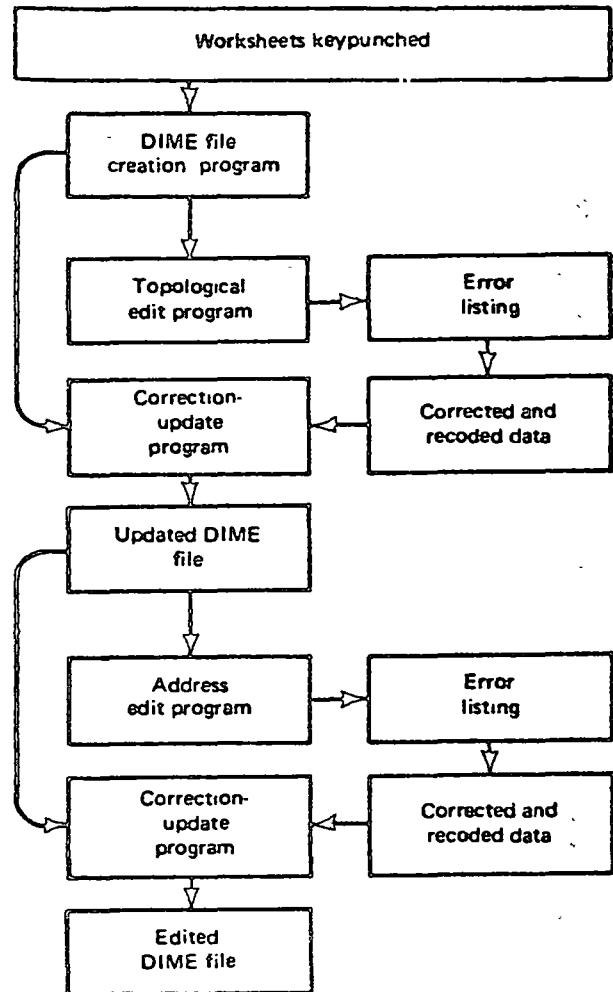 Worksheets keypunched
DIME file
creation program
Topological
edit program
Error
listing
Correction-
update
program
Corrected and
recoded data
Updated DIME
file
Address
edit program
Error
listing
Correction-
update
program
Corrected and
recoded data
Edited
DIME file